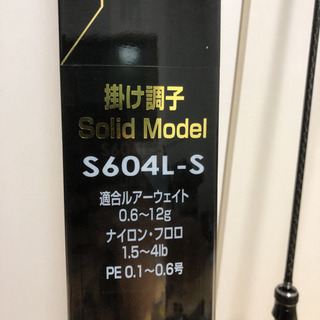 掛け調子
Solid Model
S604L-S
適合ルアーウェイト
0.6~12g
ナイロン・フロロ
1.5~4lb
PE 0.1~0.6号